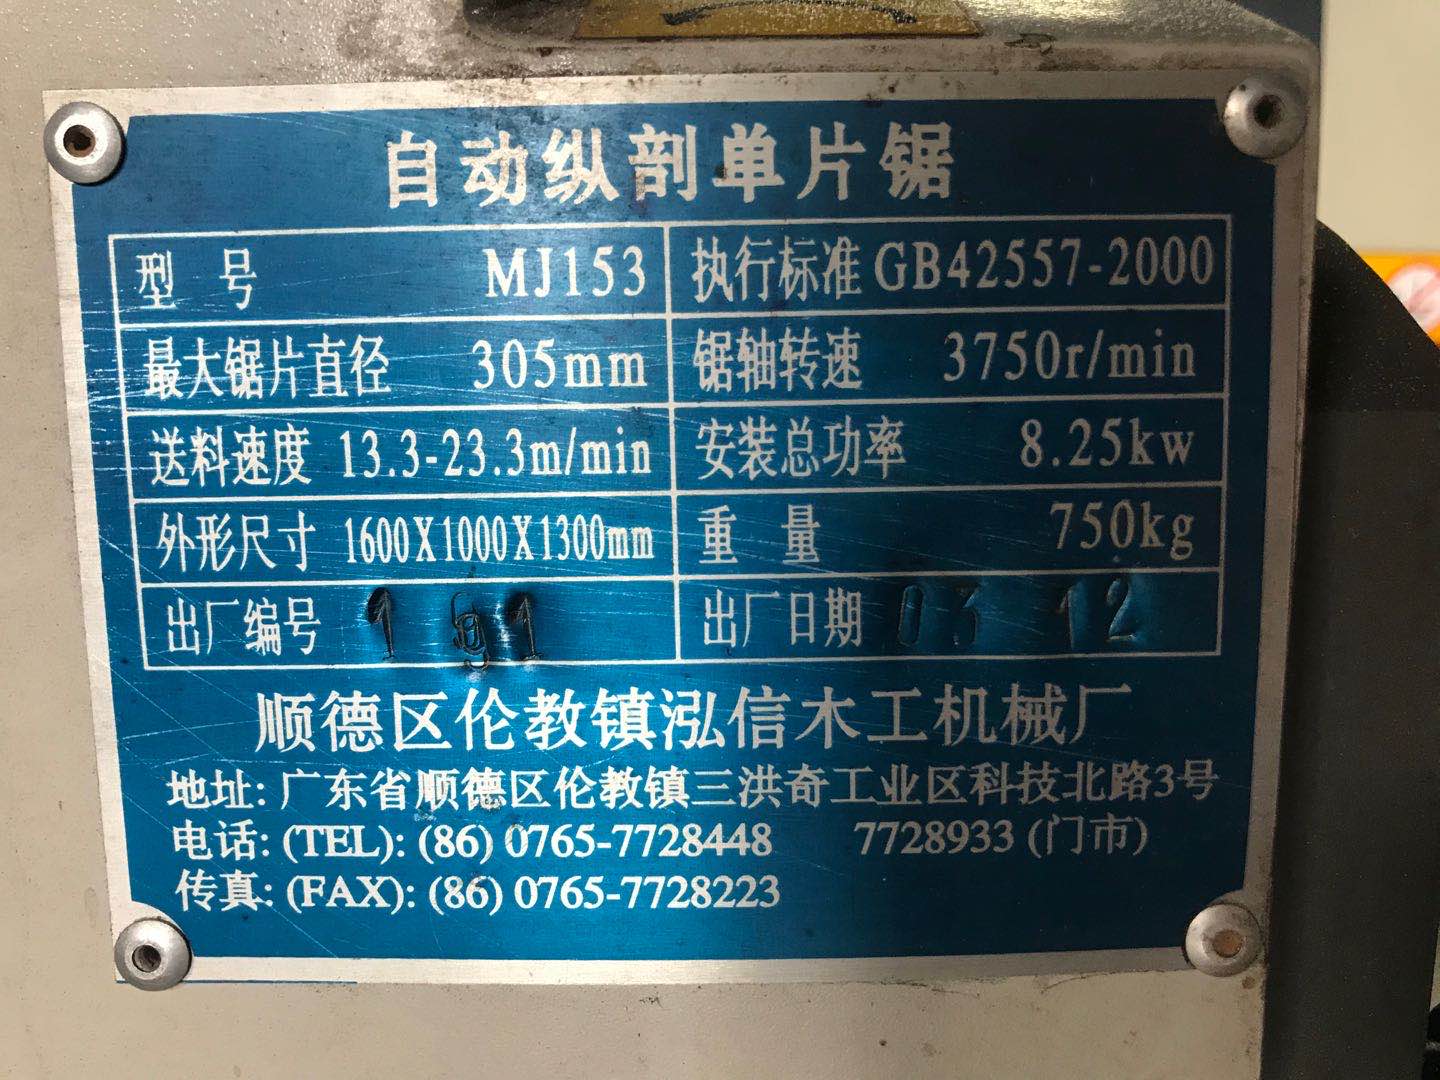 自动纵剖单片锯
型号 MJ153 执行标准 GB42557-2000
最大锯片直径 305mm 锯轴转速 3750r/min
送料速度 13.3-23.3m/min 安装总功率 8.25kw
外形尺寸 1600X1000X1300mm 重量 750kg
出厂编号 1 9 1 出厂日期 12
顺德区伦教镇泓信木工机械厂
地址: 广东省顺德区伦教镇三洪奇工业区科技北路3号
电话: (TEL): (86) 0765-7728448 7728933 (门市)
传真: (FAX): (86) 0765-7728223